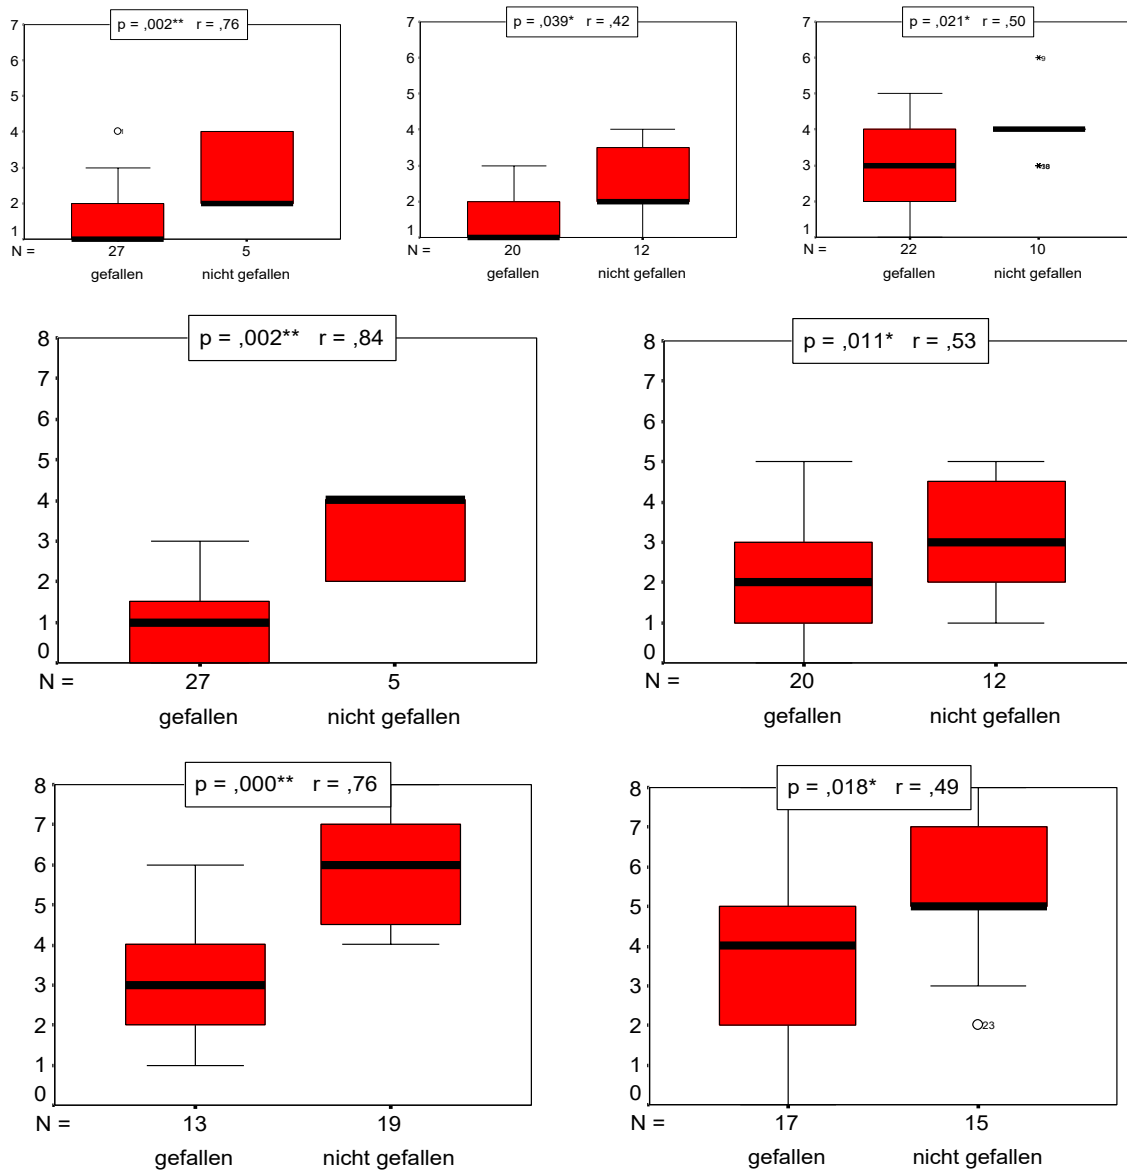 p = ,002** r = ,76
7
6
5
4
3
2
1
N =
27
5
gefallen
nicht gefallen
p = ,039* r = ,42
7
6
5
4
3
2
1
N =
20
12
gefallen
nicht gefallen
p = ,021* r = ,50
7
6
5
4
3
2
1
9
N =
22
10
gefallen
nicht gefallen
p = ,002** r = ,84
8
7
6
5
4
3
2
1
0
N =
27
5
gefallen
nicht gefallen
p = ,011* r = ,53
8
7
6
5
4
3
2
1
0
N =
20
12
gefallen
nicht gefallen
p = ,000** r = ,76
8
7
6
5
4
3
2
1
0
N =
13
19
gefallen
nicht gefallen
p = ,018* r = ,49
8
7
6
5
4
3
2
1
0
23
N =
17
15
gefallen
nicht gefallen